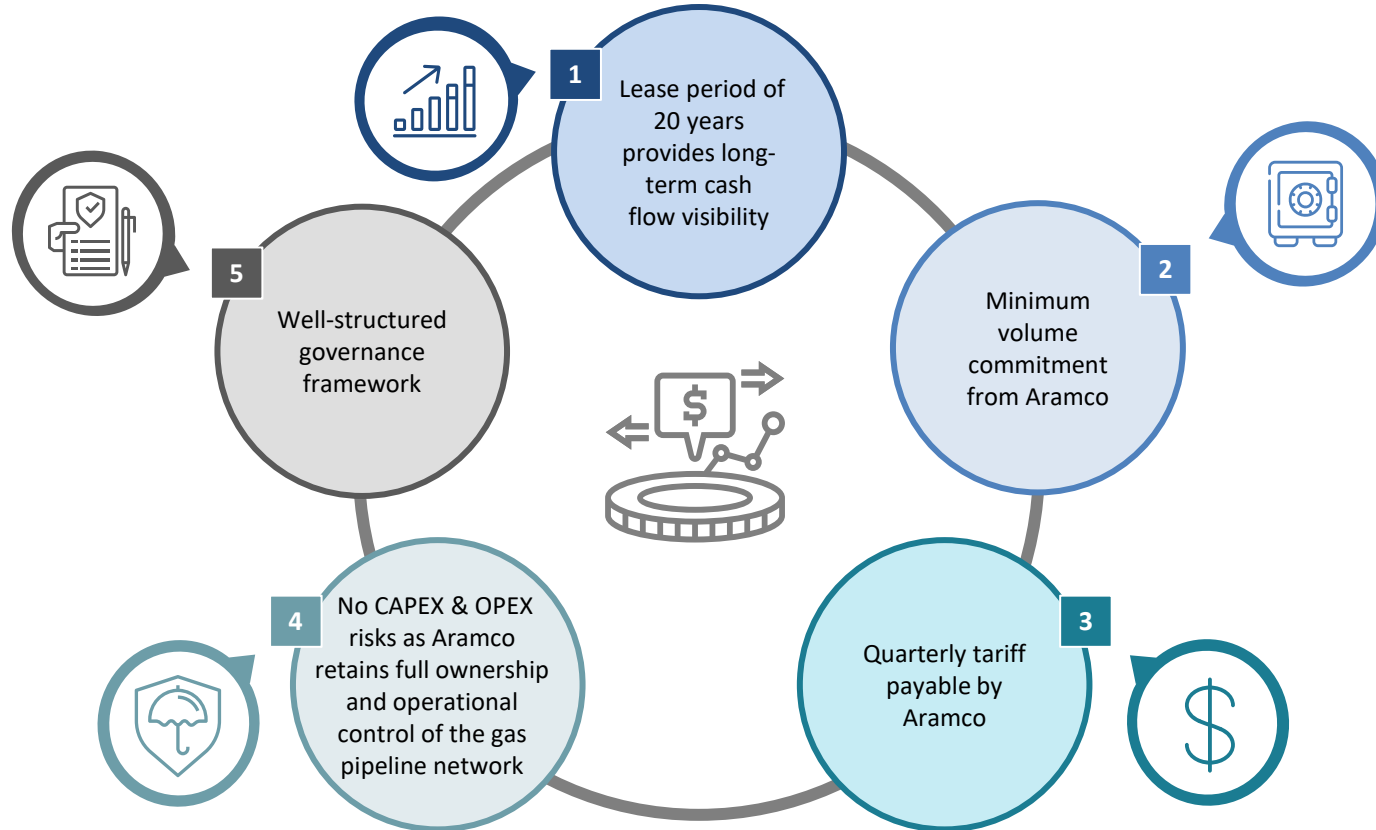 1
Lease period of
20 years
provides long-
term cash
flow visibility
2
Minimum
volume
commitment
from Aramco
3
Quarterly tariff
payable by
Aramco
4
No CAPEX & OPEX
risks as Aramco
retains full ownership
and operational
control of the gas
pipeline network
5
Well-structured
governance
framework
$
$